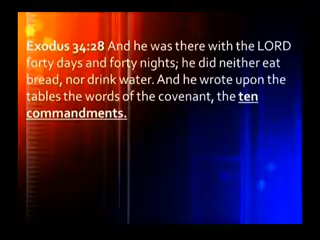 Exodus 34:28 And he was there with the LORD
forty days and forty nights; he did neither eat
bread, nor drink water. And he wrote upon the
tables the words of the covenant, the ten
commandments.